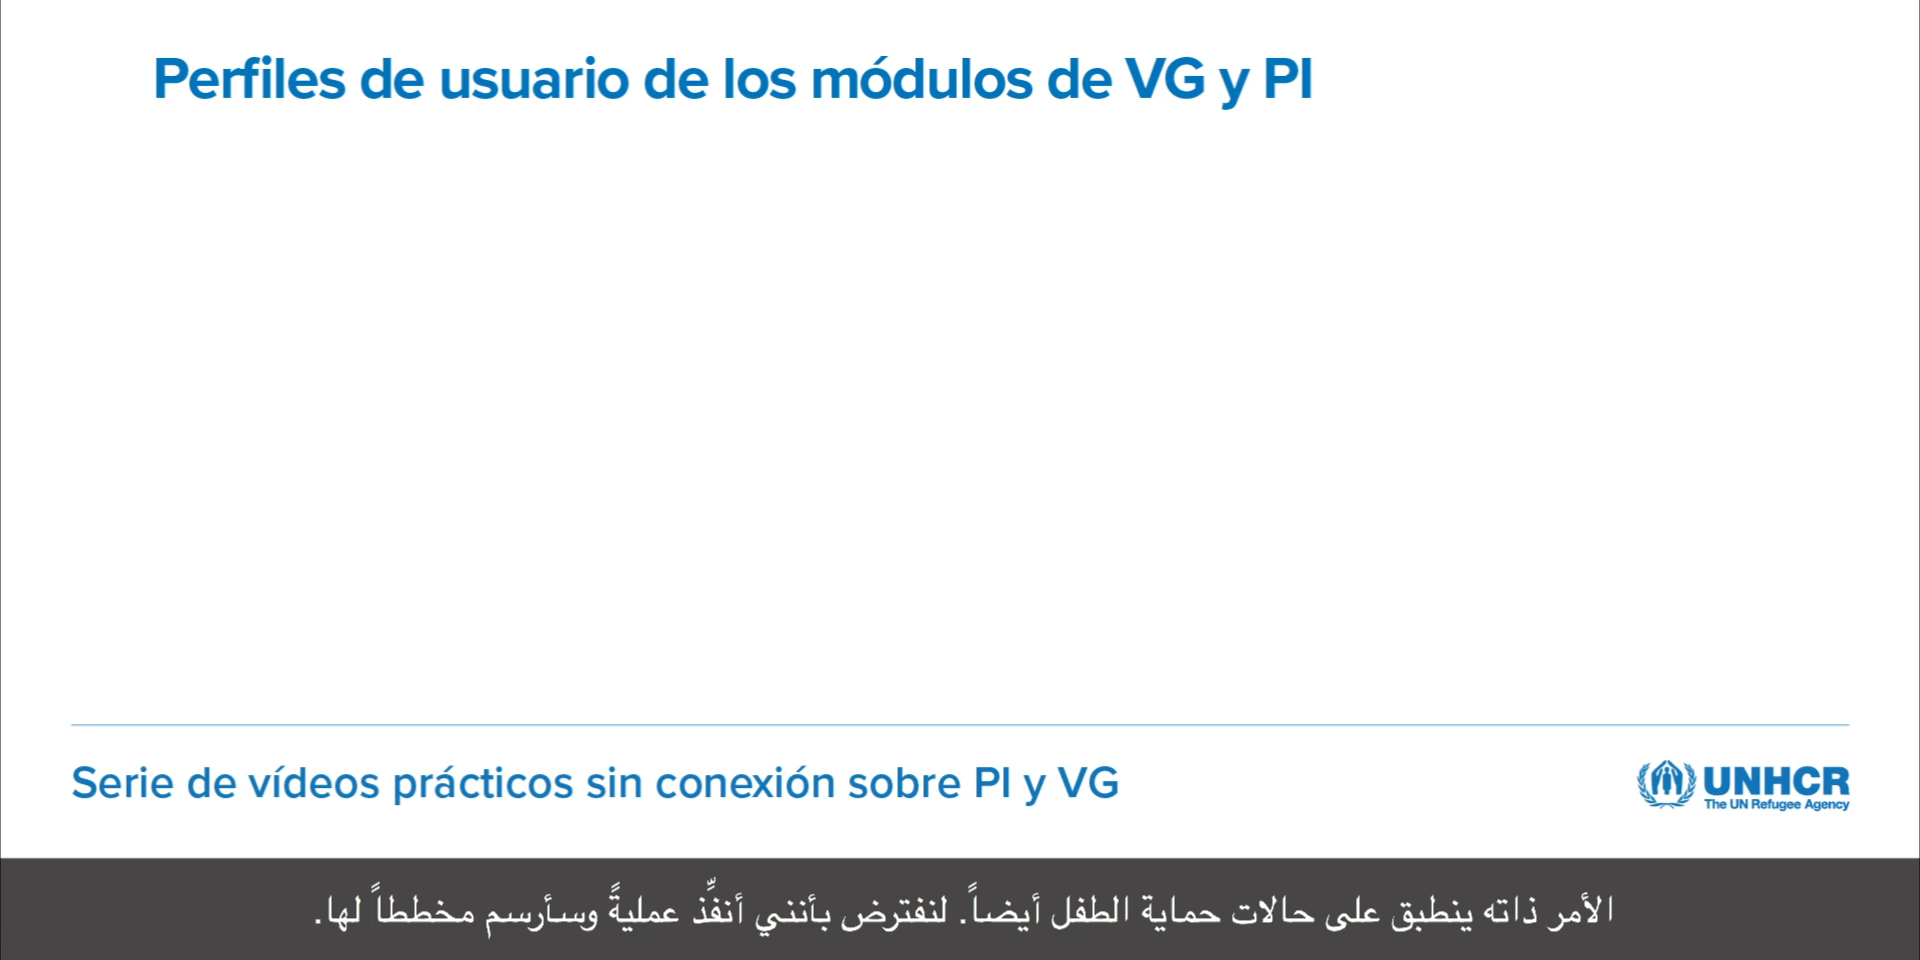 Perfiles de usuario de los módulos de VG y PI
Serie de vídeos prácticos sin conexión sobre PI y VG
UNHCR
The UN Refugee Agency
الأمر ذاته ينطبق على حالات حماية الطفل أيضاً. لنفترض بأنني أنفِّذ عمليةً وسأرسم مخططاً لها.